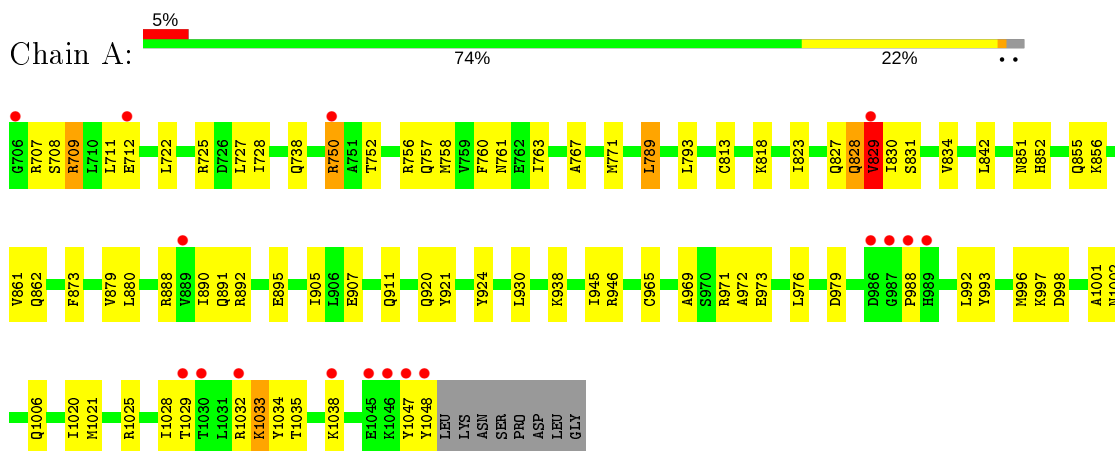 5%
Chain A:
74% 22% • •
G706 R707 S708 R709 L710 L711 E712 L722 R725 D726 L727 I728 Q738 R750 A751 T752 R756 Q757 M758 V759 F760 N761 E762 I763 A767 M771 L789 L793 C813 K818 I823 Q827 Q828 V829 I830 S831 V834 L842 N851 H852 Q855 K856
V861 Q862 F873 V879 L880 R888 V889 I890 Q891 R892 E895 I905 L906 E907 Q911 Q920 Y921 Y924 L930 K938 I945 R946 C965 A969 S970 R971 A972 E973 L976 D979 D986 G987 P988 H989 L992 Y993 M996 K997 D998 A1001 N1002
Q1006 I1020 M1021 R1025 I1028 T1029 T1030 L1031 R1032 K1033 Y1034 T1035 K1038 E1045 K1046 Y1047 Y1048 LEU LYS ASN SER PRO ASP LEU GLY